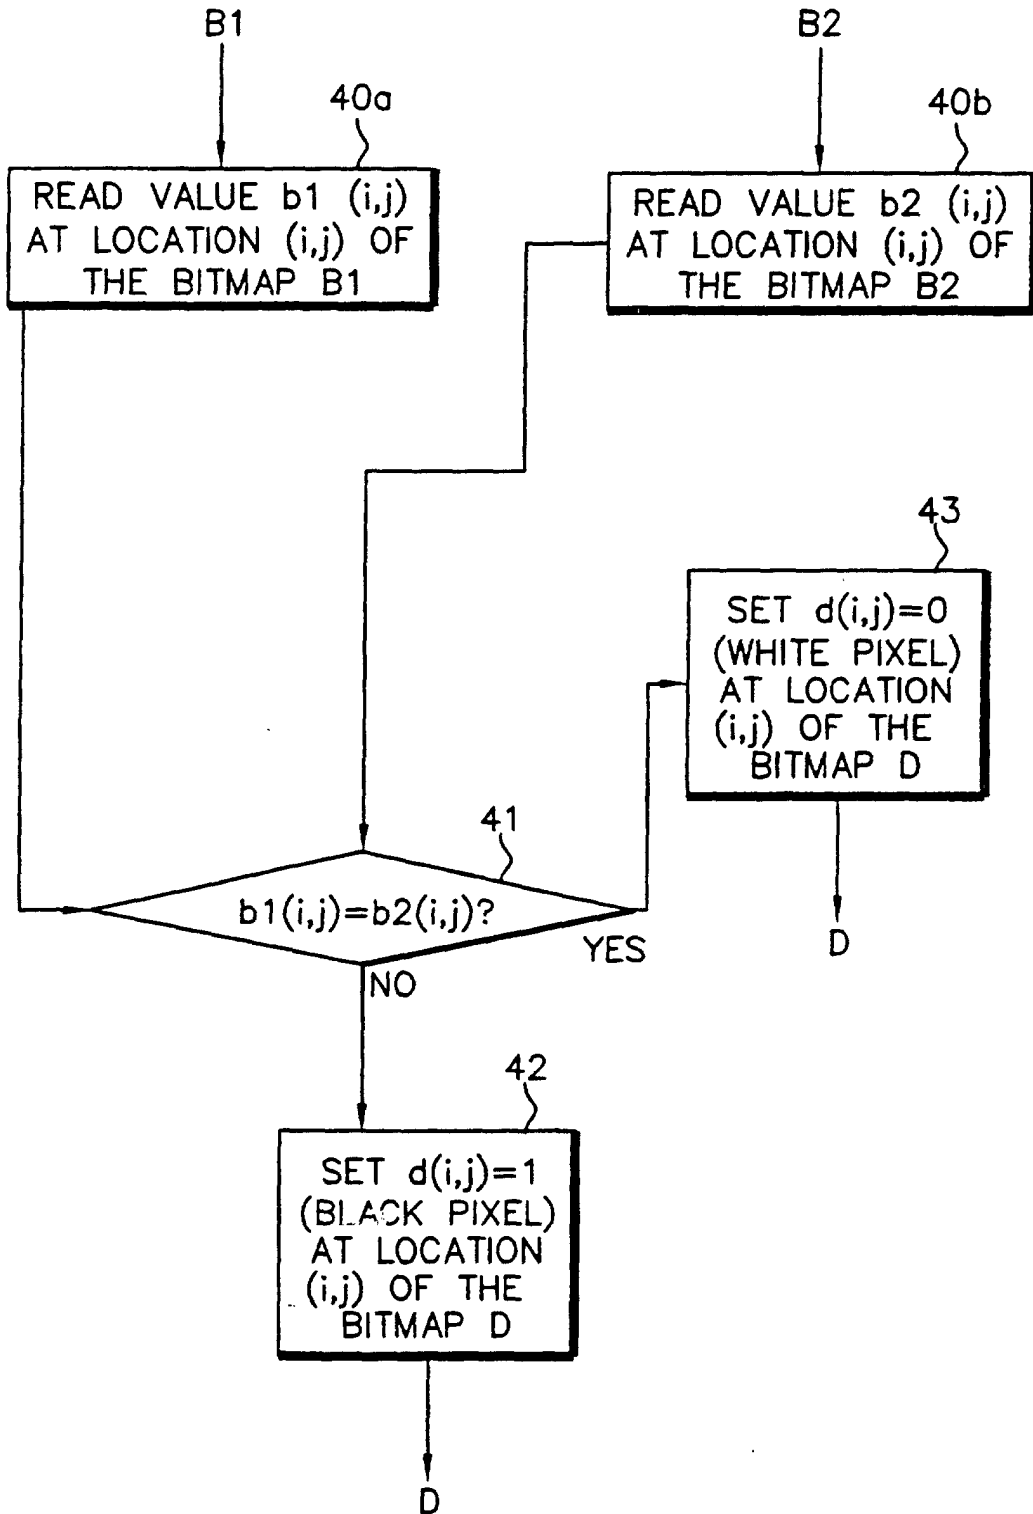 B1
B2
40a
40b
READ VALUE b1 (i,j)
AT LOCATION (i,j) OF
THE BITMAP B1
READ VALUE b2 (i,j)
AT LOCATION (i,j) OF
THE BITMAP B2
43
SET d(i,j)=0
(WHITE PIXEL)
AT LOCATION
(i,j) OF THE
BITMAP D
D
41
b1(i,j)=b2(i,j)?
YES
NO
42
SET d(i,j)=1
(BLACK PIXEL)
AT LOCATION
(i,j) OF THE
BITMAP D
D